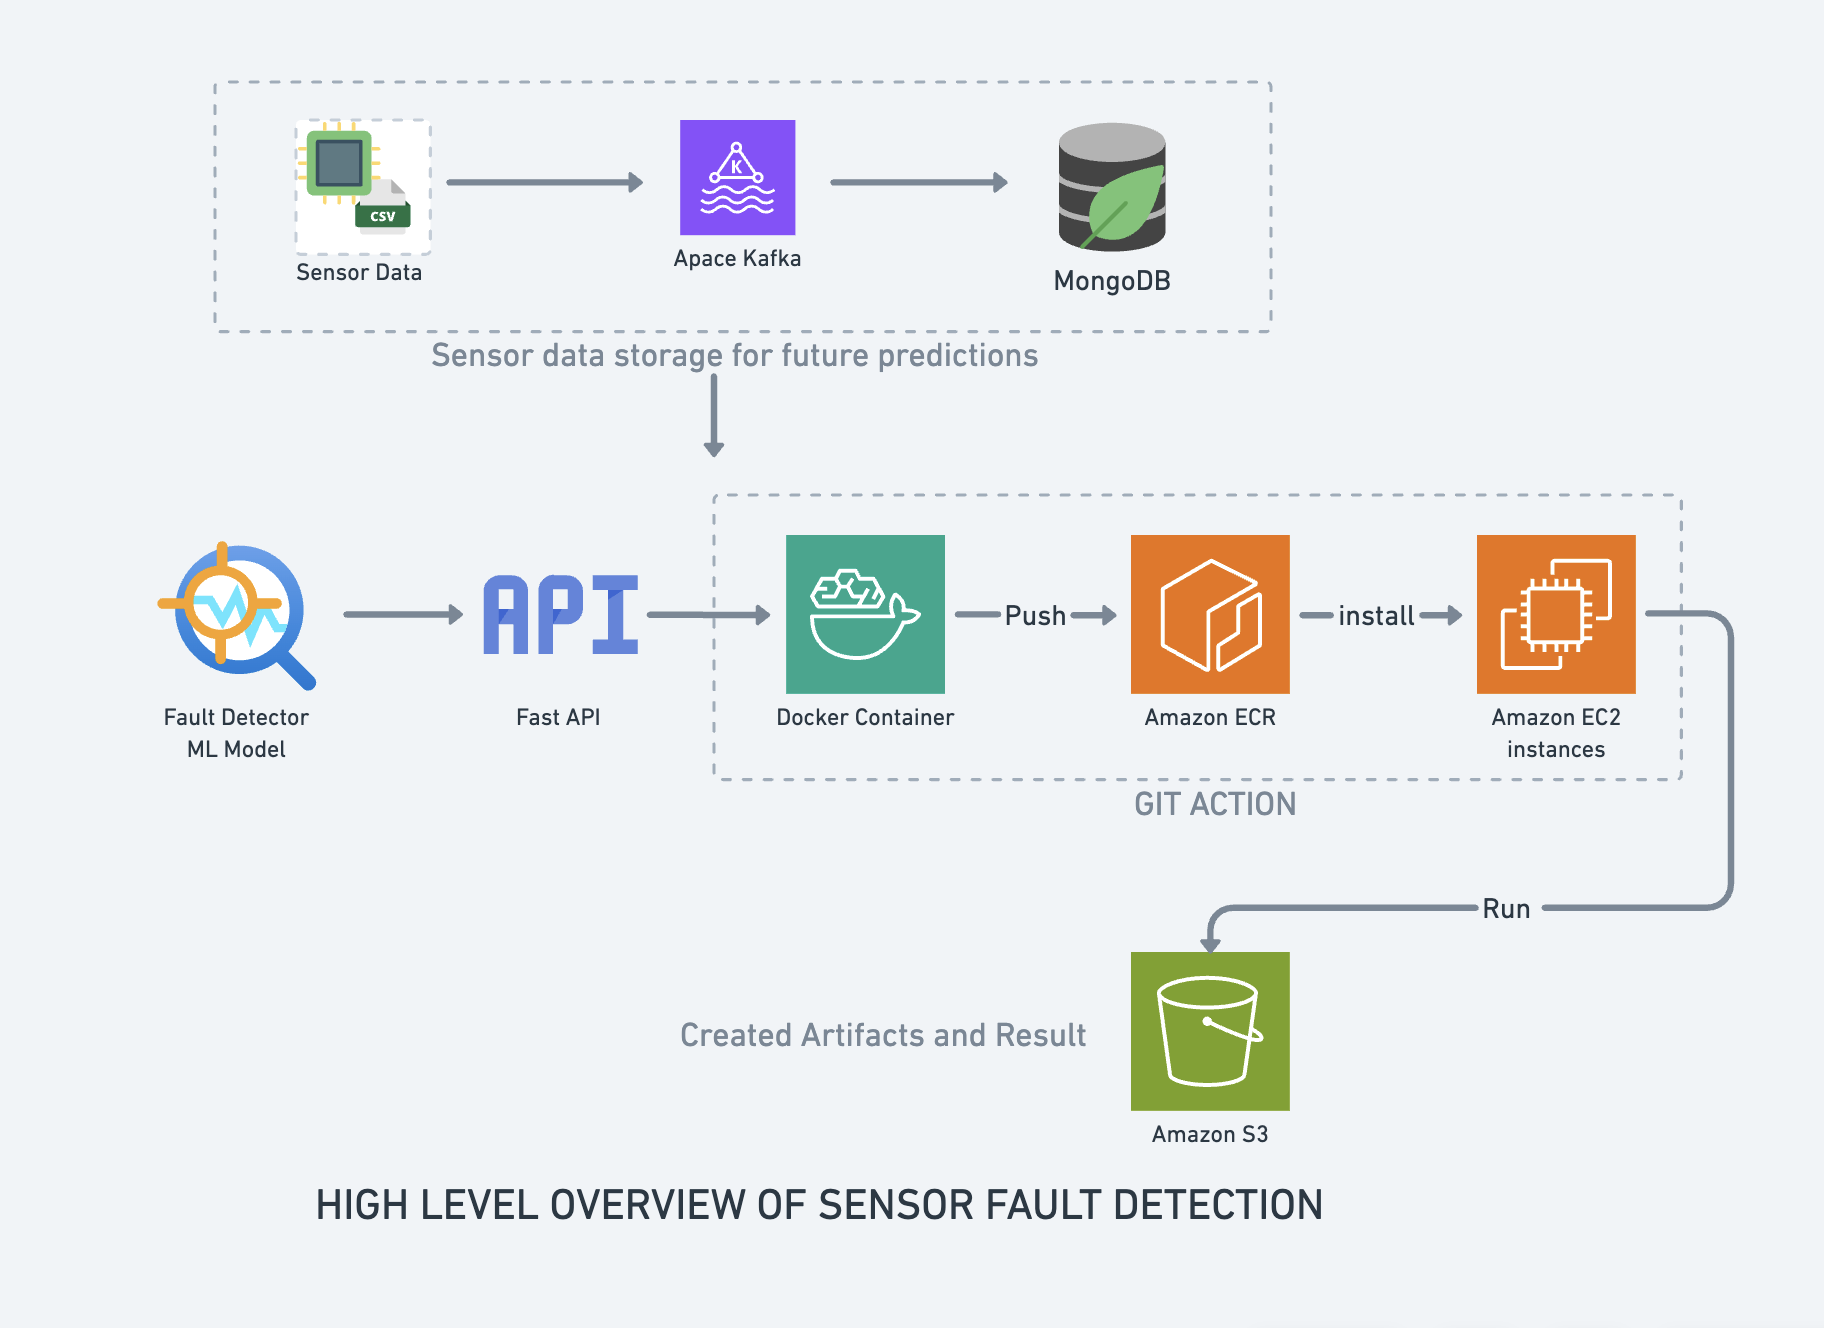 CSV
Sensor Data
K
Apace Kafka
MongoDB
Sensor data storage for future predictions
API
Push
install
Fault Detector
ML Model
Fast API
Docker Container
Amazon ECR
Amazon EC2
instances
GIT ACTION
Run
Created Artifacts and Result
Amazon S3
HIGH LEVEL OVERVIEW OF SENSOR FAULT DETECTION